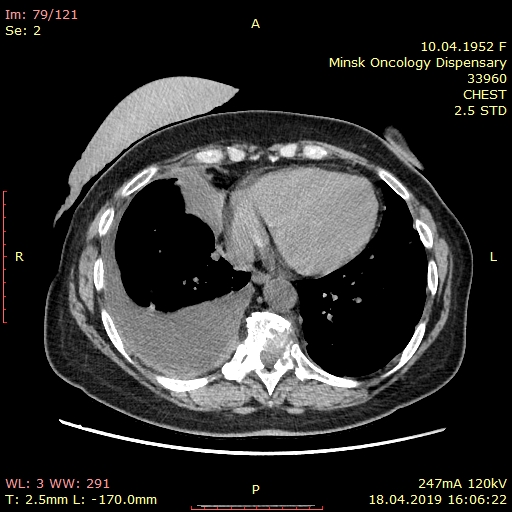 Im: 79/121
Se: 2
A
10.04.1952 F
Minsk Oncology Dispensary
33960
CHEST
2.5 STD
R
L
WL: 3 WW: 291
T: 2.5mm L: -170.0mm
P
247mA 120kV
18.04.2019 16:06:22